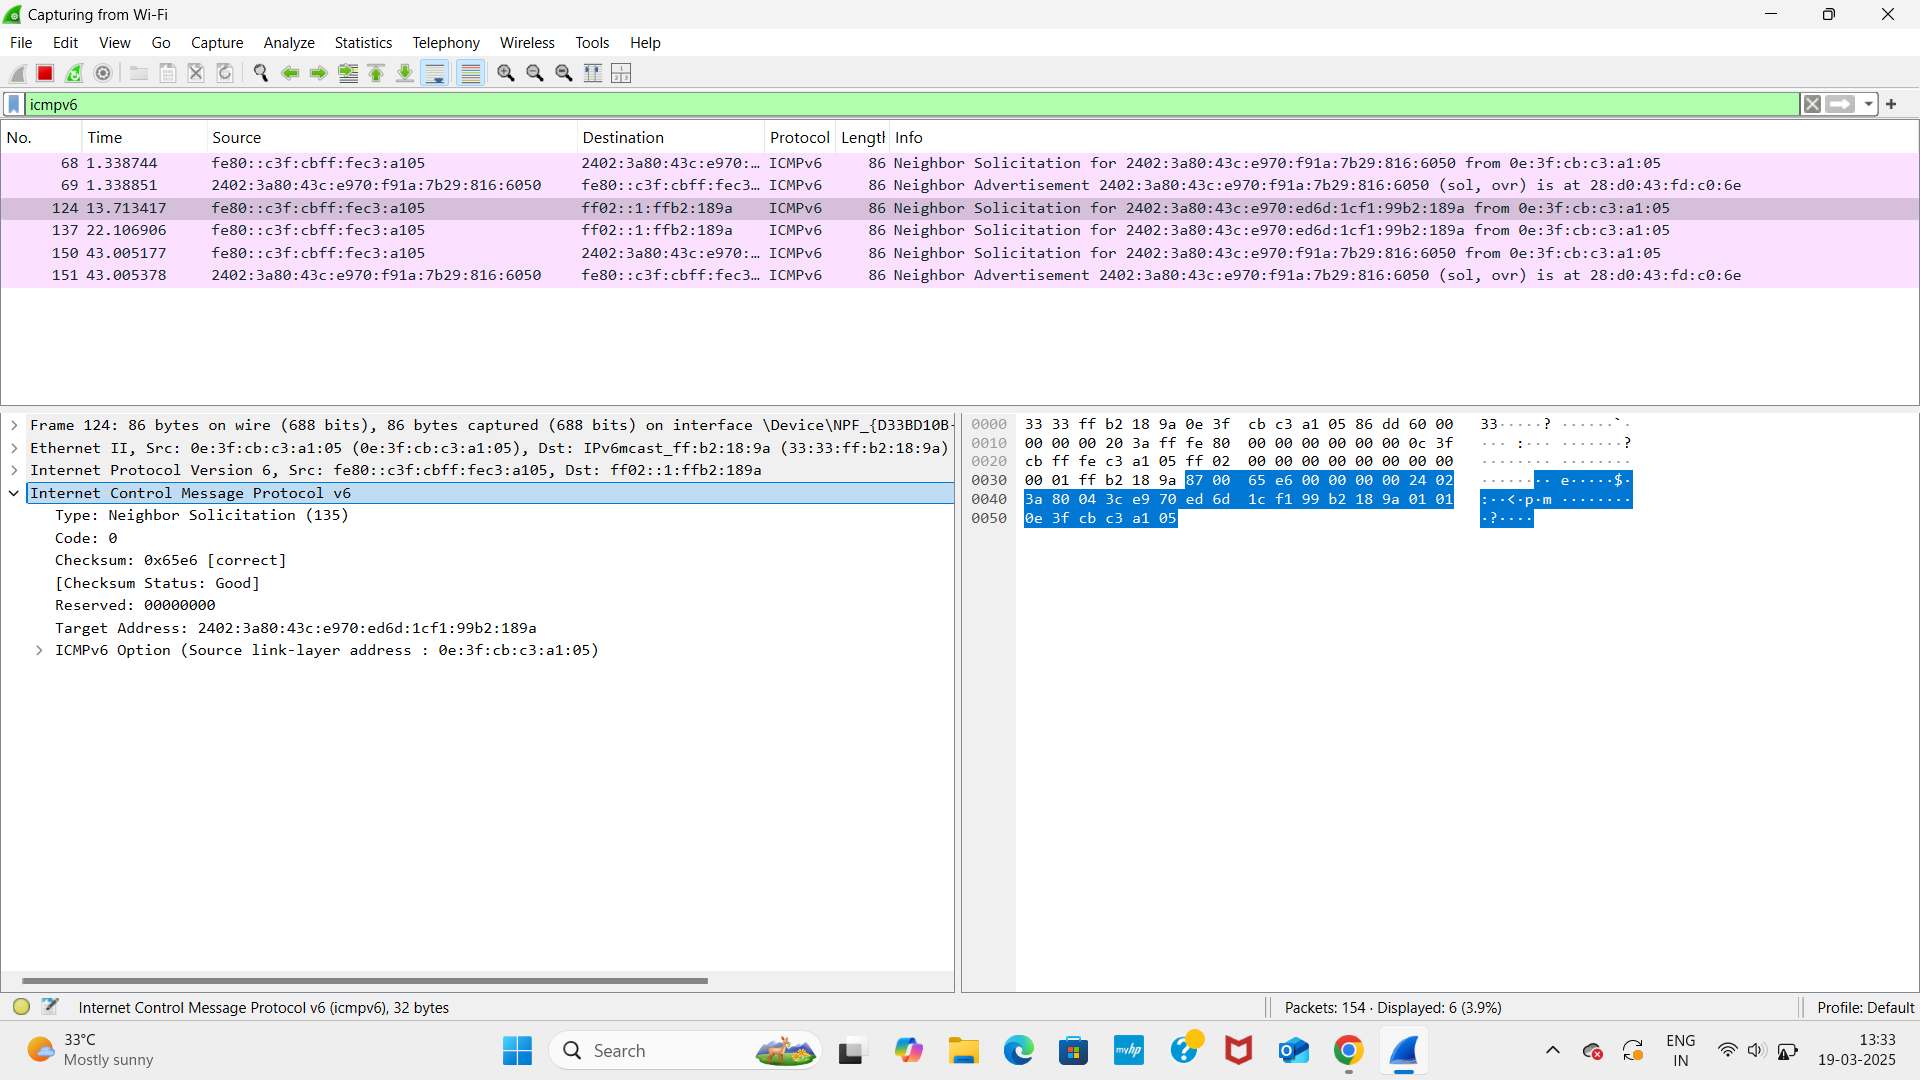 Capturing from Wi-Fi
File Edit View Go Capture Analyze Statistics Telephony Wireless Tools Help
icmpv6
No. Time Source Destination Protocol Length Info
68 1.338744 fe80::c3f:cbff:fec3:a105 2402:3a80:43c:e970:… ICMPv6 86 Neighbor Solicitation for 2402:3a80:43c:e970:f91a:7b29:816:6050 from 0e:3f:cb:c3:a1:05
69 1.338851 2402:3a80:43c:e970:f91a:7b29:816:6050 fe80::c3f:cbff:fec3… ICMPv6 86 Neighbor Advertisement 2402:3a80:43c:e970:f91a:7b29:816:6050 (sol, ovr) is at 28:d0:43:fd:c0:6e
124 13.713417 fe80::c3f:cbff:fec3:a105 ff02::1:ffb2:189a ICMPv6 86 Neighbor Solicitation for 2402:3a80:43c:e970:ed6d:1cf1:99b2:189a from 0e:3f:cb:c3:a1:05
137 22.106906 fe80::c3f:cbff:fec3:a105 ff02::1:ffb2:189a ICMPv6 86 Neighbor Solicitation for 2402:3a80:43c:e970:ed6d:1cf1:99b2:189a from 0e:3f:cb:c3:a1:05
150 43.005177 fe80::c3f:cbff:fec3:a105 2402:3a80:43c:e970:… ICMPv6 86 Neighbor Solicitation for 2402:3a80:43c:e970:f91a:7b29:816:6050 from 0e:3f:cb:c3:a1:05
151 43.005378 2402:3a80:43c:e970:f91a:7b29:816:6050 fe80::c3f:cbff:fec3… ICMPv6 86 Neighbor Advertisement 2402:3a80:43c:e970:f91a:7b29:816:6050 (sol, ovr) is at 28:d0:43:fd:c0:6e
Frame 124: 86 bytes on wire (688 bits), 86 bytes captured (688 bits) on interface \Device\NPF_{D33BD10B-
Ethernet II, Src: 0e:3f:cb:c3:a1:05 (0e:3f:cb:c3:a1:05), Dst: IPv6mcast_ff:b2:18:9a (33:33:ff:b2:18:9a)
Internet Protocol Version 6, Src: fe80::c3f:cbff:fec3:a105, Dst: ff02::1:ffb2:189a
Internet Control Message Protocol v6
Type: Neighbor Solicitation (135)
Code: 0
Checksum: 0x65e6 [correct]
[Checksum Status: Good]
Reserved: 00000000
Target Address: 2402:3a80:43c:e970:ed6d:1cf1:99b2:189a
ICMPv6 Option (Source link-layer address : 0e:3f:cb:c3:a1:05)
0000 33 33 ff b2 18 9a 0e 3f cb c3 a1 05 86 dd 60 00 33·····? ······`·
0010 00 00 00 20 3a ff fe 80 00 00 00 00 00 00 0c 3f ··· :··· ·······?
0020 cb ff fe c3 a1 05 ff 02 00 00 00 00 00 00 00 00 ········ ········
0030 00 01 ff b2 18 9a 87 00 65 e6 00 00 00 00 24 02 ········ e·····$·
0040 3a 80 04 3c e9 70 ed 6d 1c f1 99 b2 18 9a 01 01 :··<·p·m ········
0050 0e 3f cb c3 a1 05 ·?····
Internet Control Message Protocol v6 (icmpv6), 32 bytes
Packets: 154 · Displayed: 6 (3.9%)
Profile: Default
33°C
Mostly sunny
Search
myhp
ENG
IN
13:33
19-03-2025